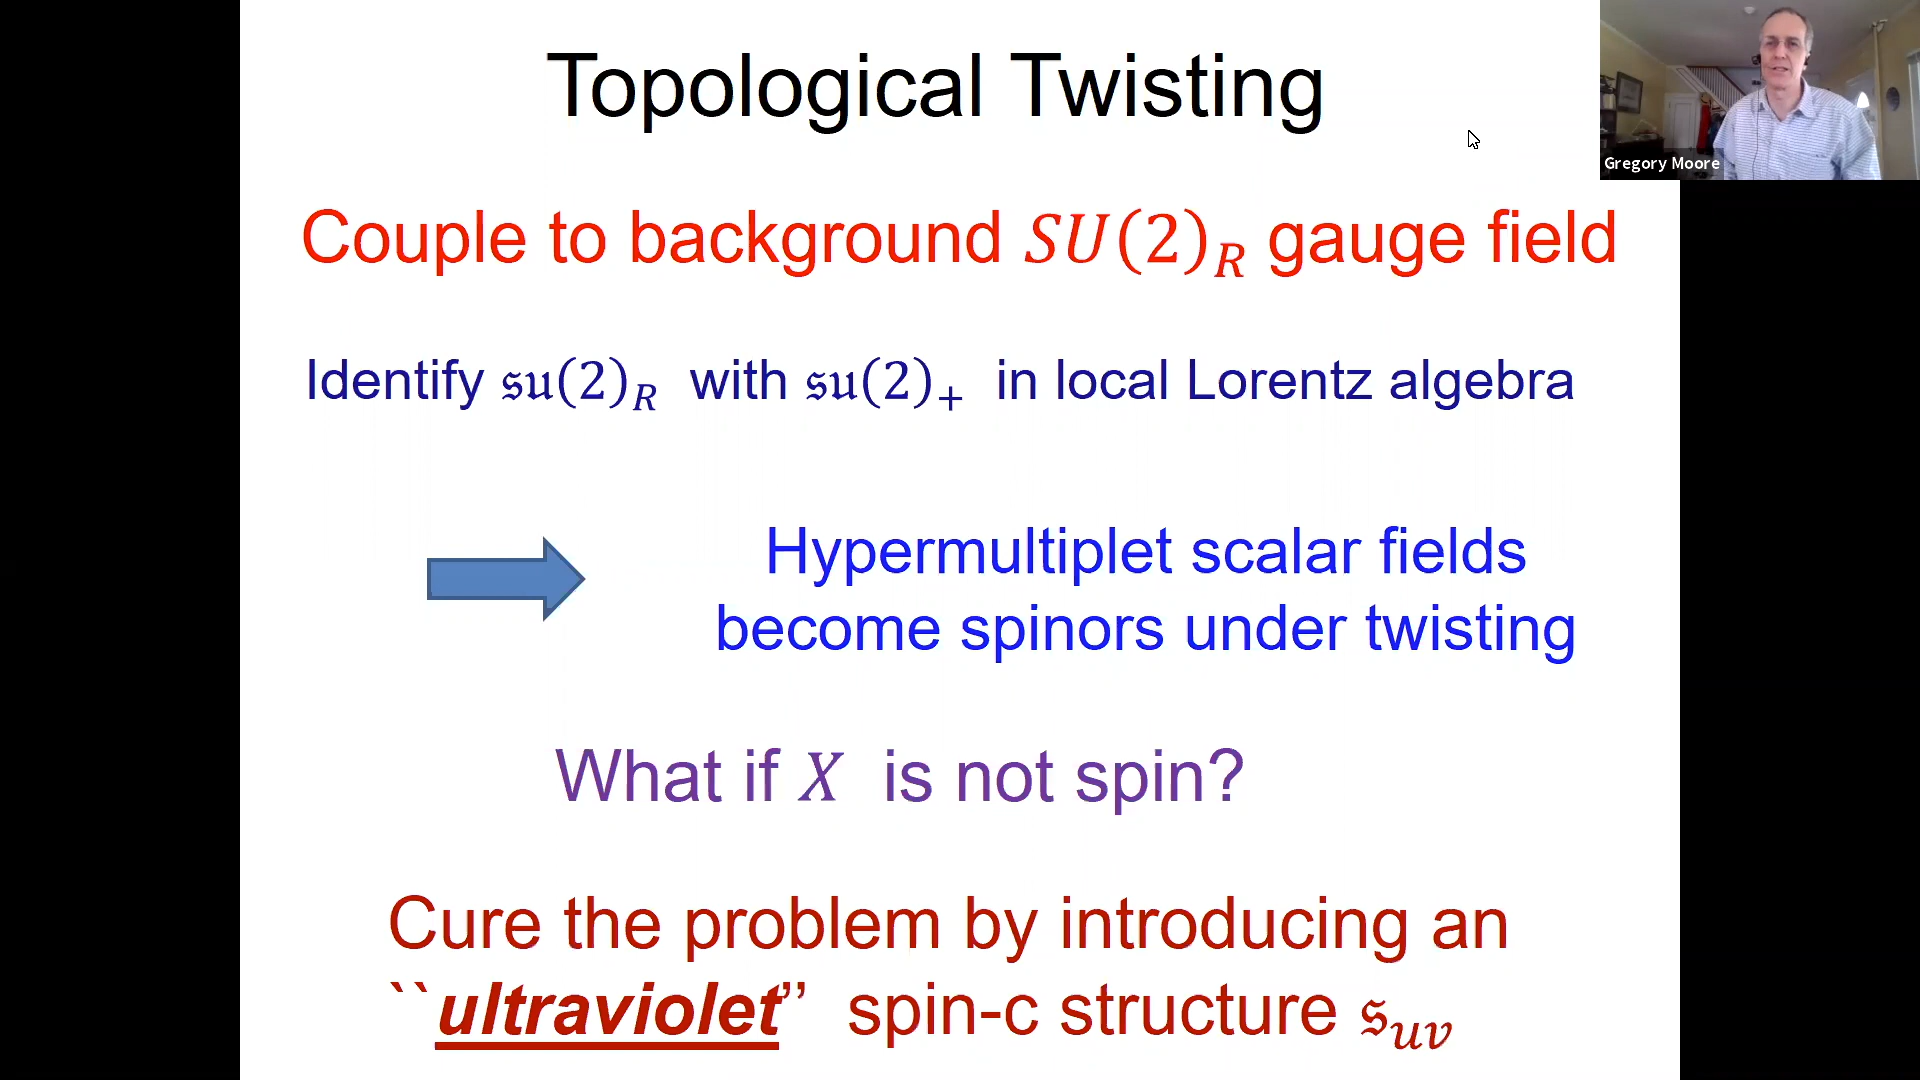 Topological Twisting
Gregory Moore
Couple to background 𝑆𝑈(2)_𝑅 gauge field
Identify 𝔰𝔲(2)_𝑅 with 𝔰𝔲(2)_+ in local Lorentz algebra
Hypermultiplet scalar fields
become spinors under twisting
What if 𝑋 is not spin?
Cure the problem by introducing an
``ultraviolet'' spin-c structure 𝔰_𝑢𝑣